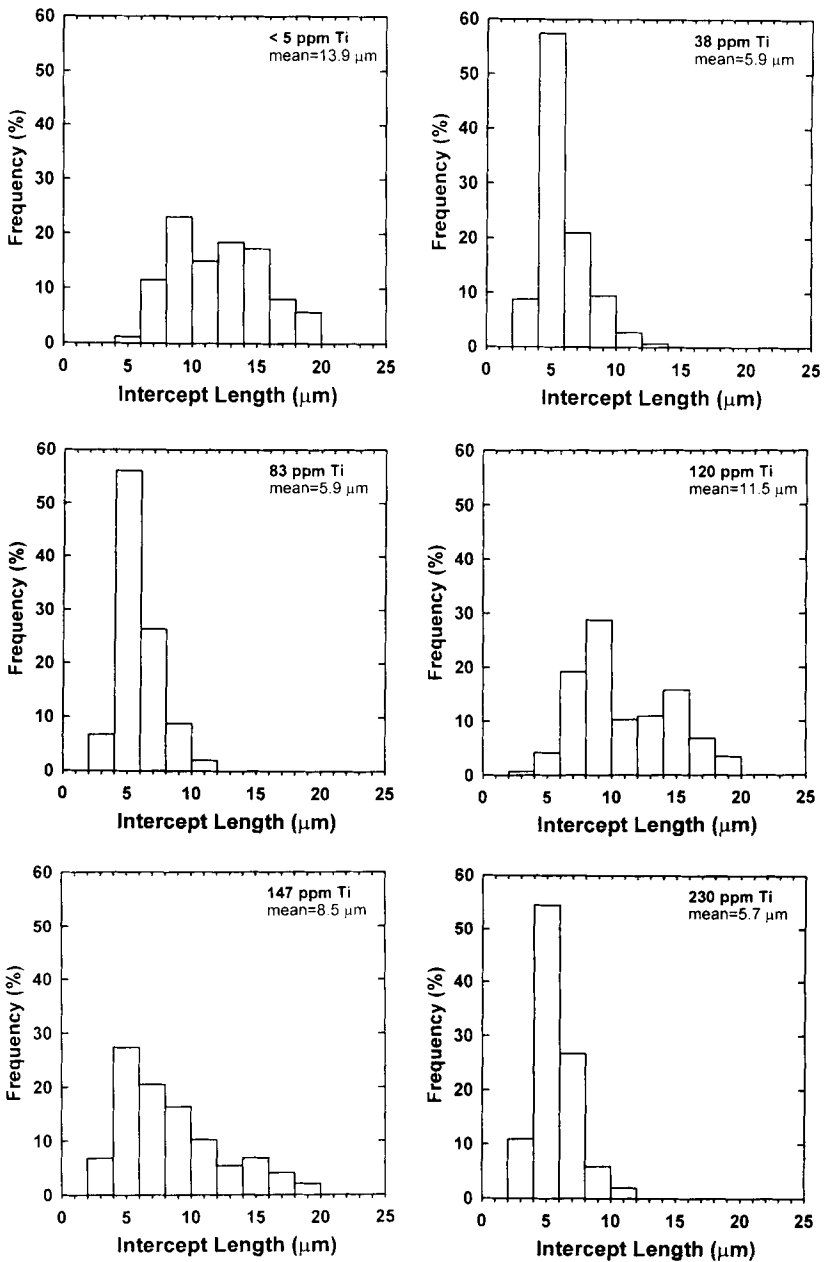 60
50
40
30
20
10
0
Frequency (%)
< 5 ppm Ti
mean=13.9 μm
0 5 10 15 20 25
Intercept Length (μm)
60
50
40
30
20
10
0
Frequency (%)
38 ppm Ti
mean=5.9 μm
0 5 10 15 20 25
Intercept Length (μm)
60
50
40
30
20
10
0
Frequency (%)
83 ppm Ti
mean=5.9 μm
0 5 10 15 20 25
Intercept Length (μm)
60
50
40
30
20
10
0
Frequency (%)
120 ppm Ti
mean=11.5 μm
0 5 10 15 20 25
Intercept Length (μm)
60
50
40
30
20
10
0
Frequency (%)
147 ppm Ti
mean=8.5 μm
0 5 10 15 20 25
Intercept Length (μm)
60
50
40
30
20
10
0
Frequency (%)
230 ppm Ti
mean=5.7 μm
0 5 10 15 20 25
Intercept Length (μm)